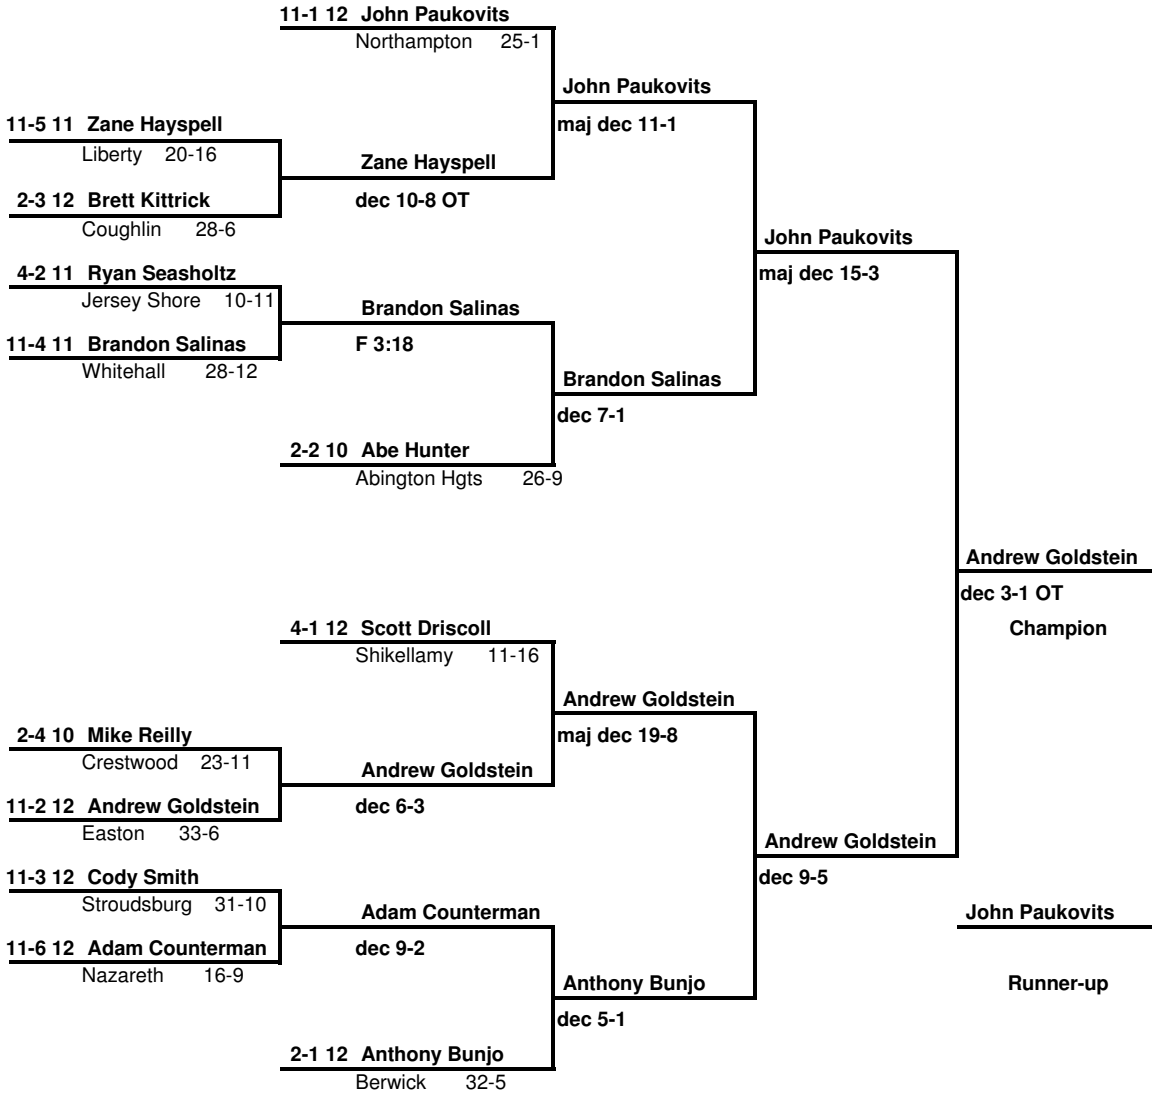 11-1 12 John Paukovits
Northampton 25-1
John Paukovits
11-5 11 Zane Hayspell
maj dec 11-1
Liberty 20-16
Zane Hayspell
2-3 12 Brett Kittrick
dec 10-8 OT
Coughlin 28-6
John Paukovits
4-2 11 Ryan Seasholtz
maj dec 15-3
Jersey Shore 10-11
Brandon Salinas
11-4 11 Brandon Salinas
F 3:18
Whitehall 28-12
Brandon Salinas
dec 7-1
2-2 10 Abe Hunter
Abington Hgts 26-9
Andrew Goldstein
dec 3-1 OT
4-1 12 Scott Driscoll
Champion
Shikellamy 11-16
Andrew Goldstein
2-4 10 Mike Reilly
maj dec 19-8
Crestwood 23-11
Andrew Goldstein
11-2 12 Andrew Goldstein
dec 6-3
Easton 33-6
Andrew Goldstein
11-3 12 Cody Smith
dec 9-5
Stroudsburg 31-10
Adam Counterman
John Paukovits
11-6 12 Adam Counterman
dec 9-2
Nazareth 16-9
Anthony Bunjo
Runner-up
dec 5-1
2-1 12 Anthony Bunjo
Berwick 32-5